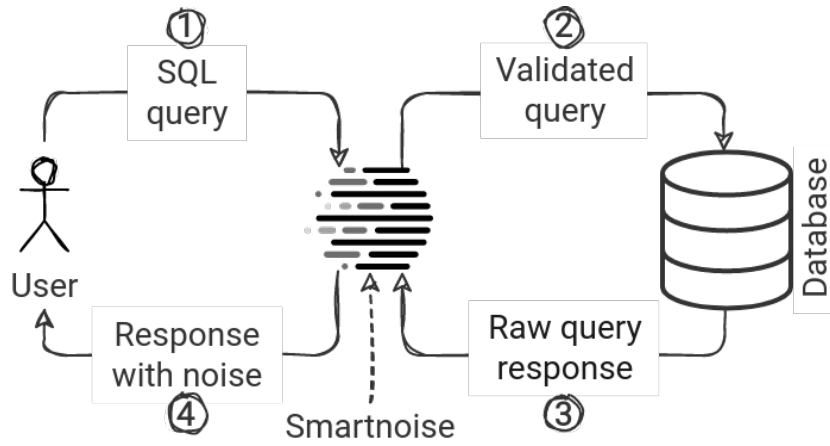 1
SQL
query
2
Validated
query
Database
User
Response
with noise
4
Smartnoise
Raw query
response
3